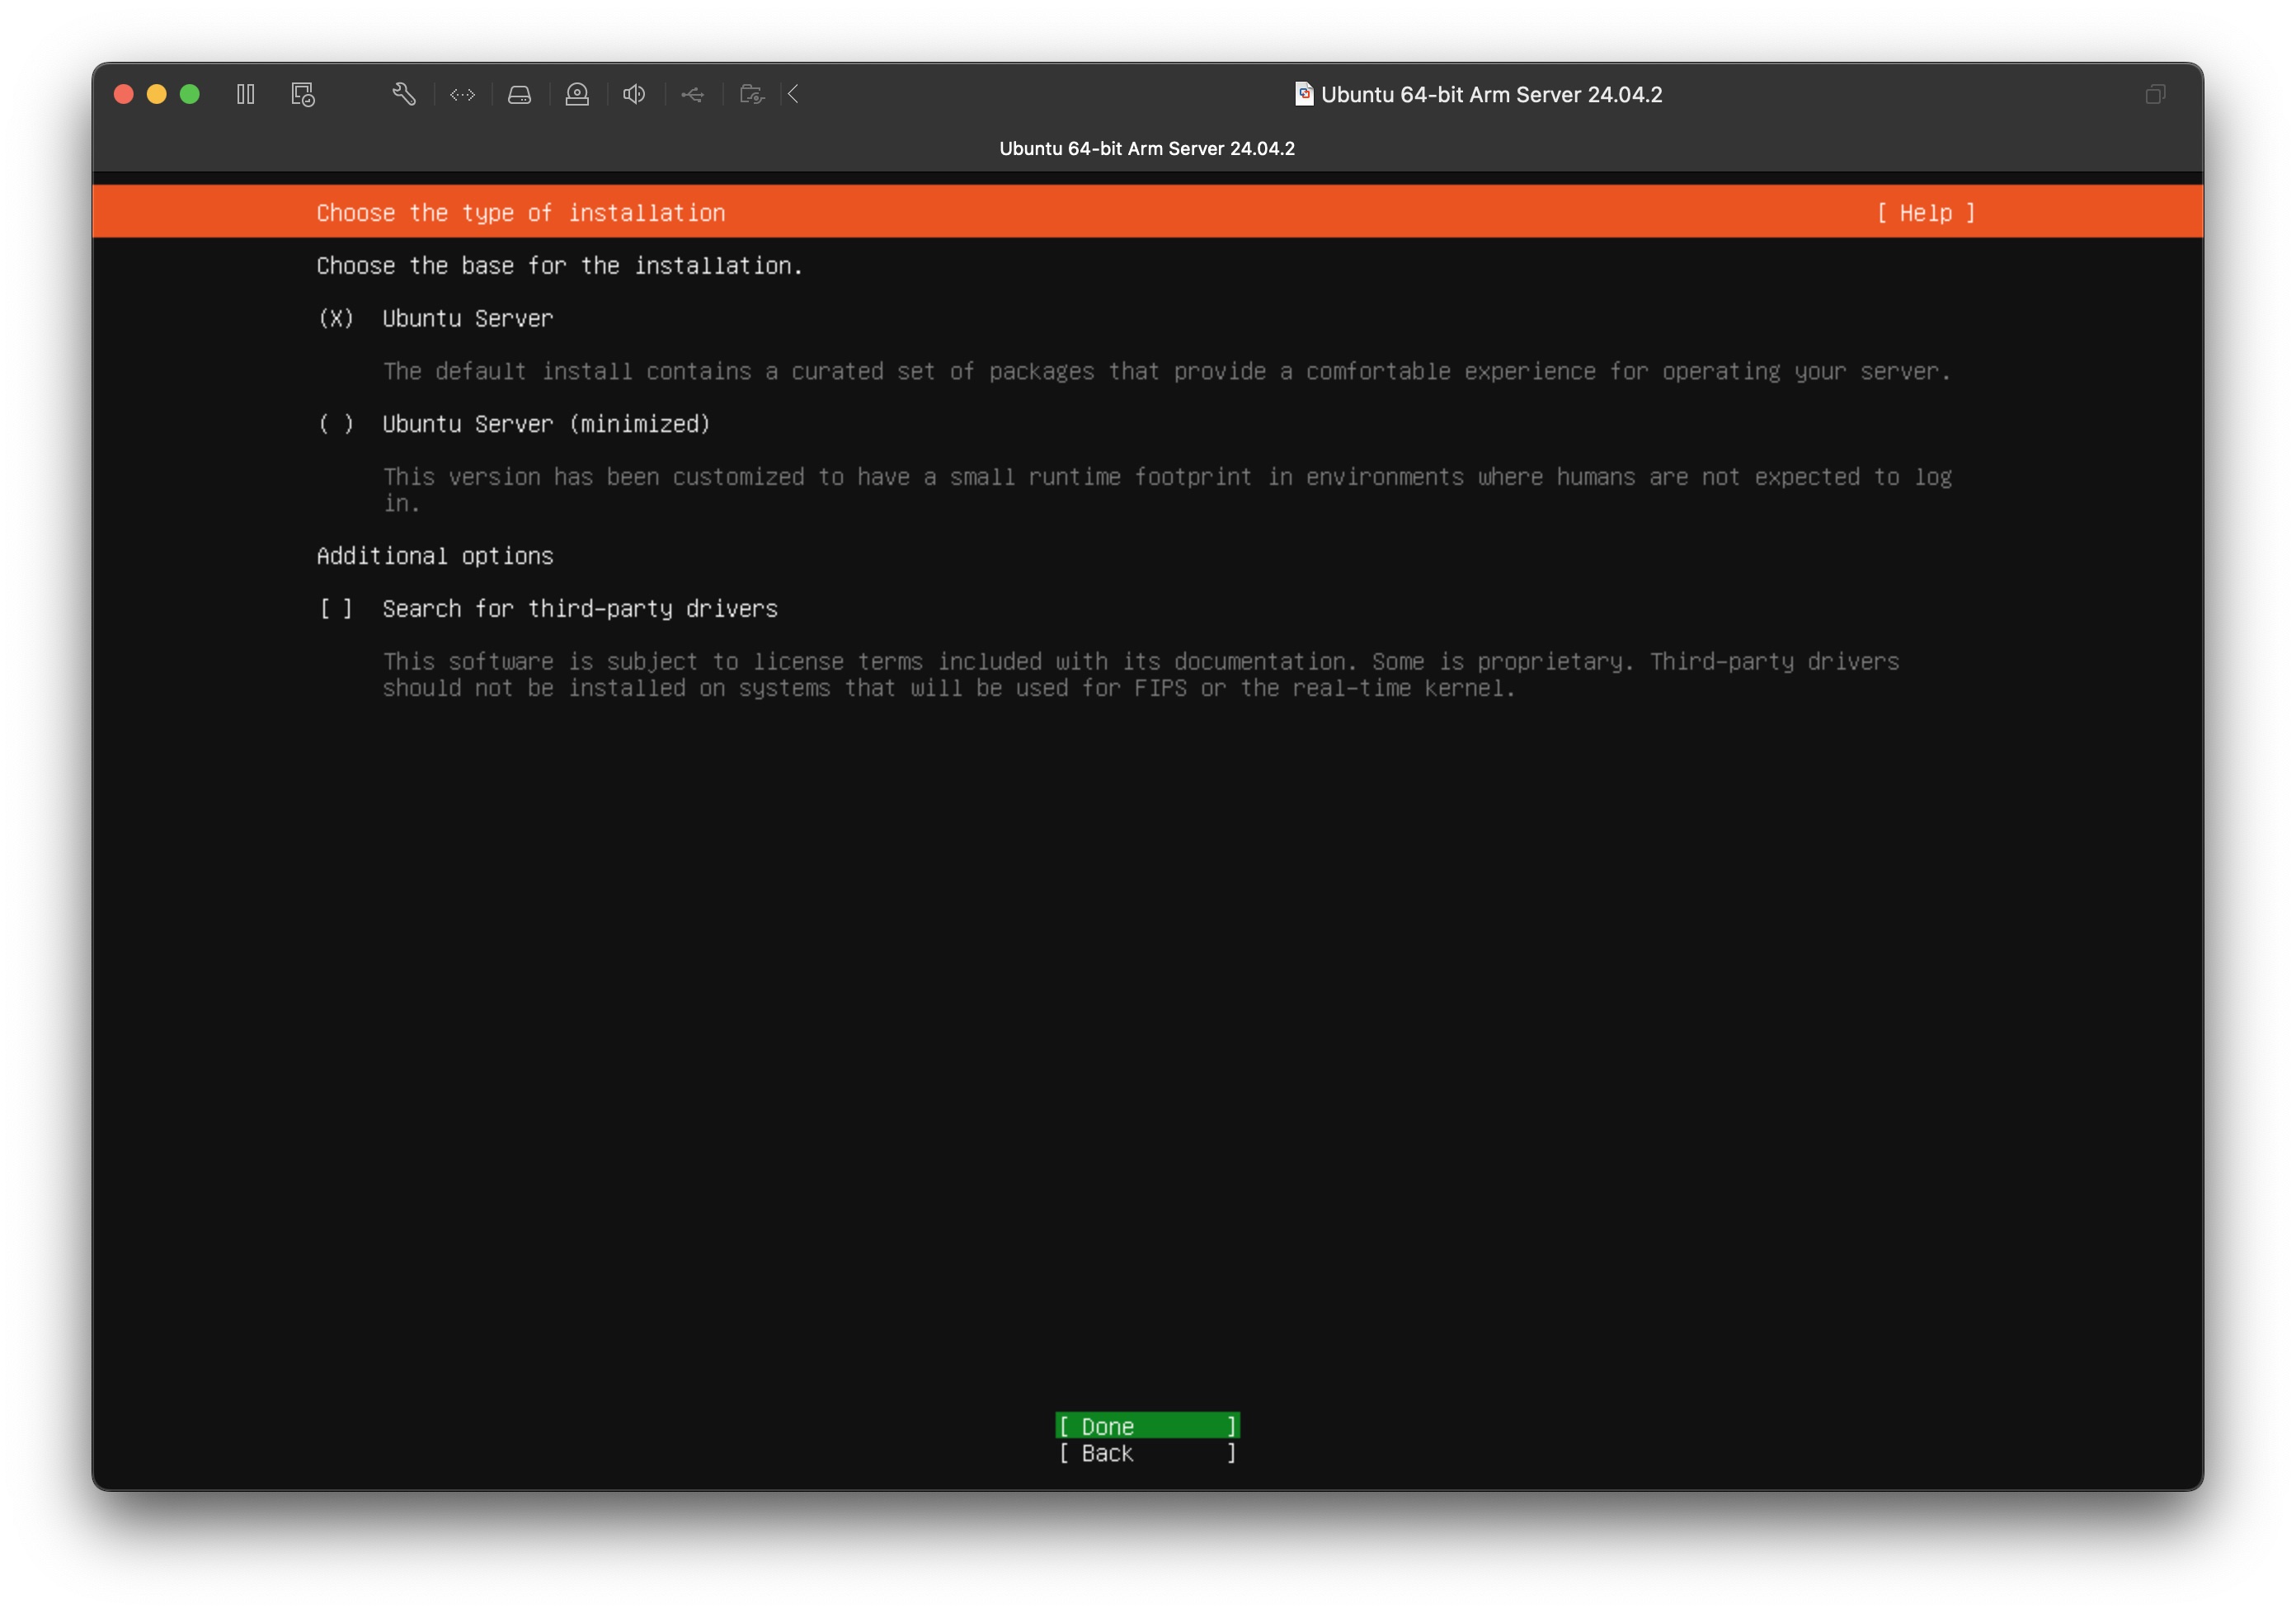 Ubuntu 64-bit Arm Server 24.04.2
Ubuntu 64-bit Arm Server 24.04.2
Choose the type of installation [ Help ]
Choose the base for the installation.
(X) Ubuntu Server
The default install contains a curated set of packages that provide a comfortable experience for operating your server.
( ) Ubuntu Server (minimized)
This version has been customized to have a small runtime footprint in environments where humans are not expected to log
in.
Additional options
[ ] Search for third-party drivers
This software is subject to license terms included with its documentation. Some is proprietary. Third-party drivers
should not be installed on systems that will be used for FIPS or the real-time kernel.
[ Done ]
[ Back ]